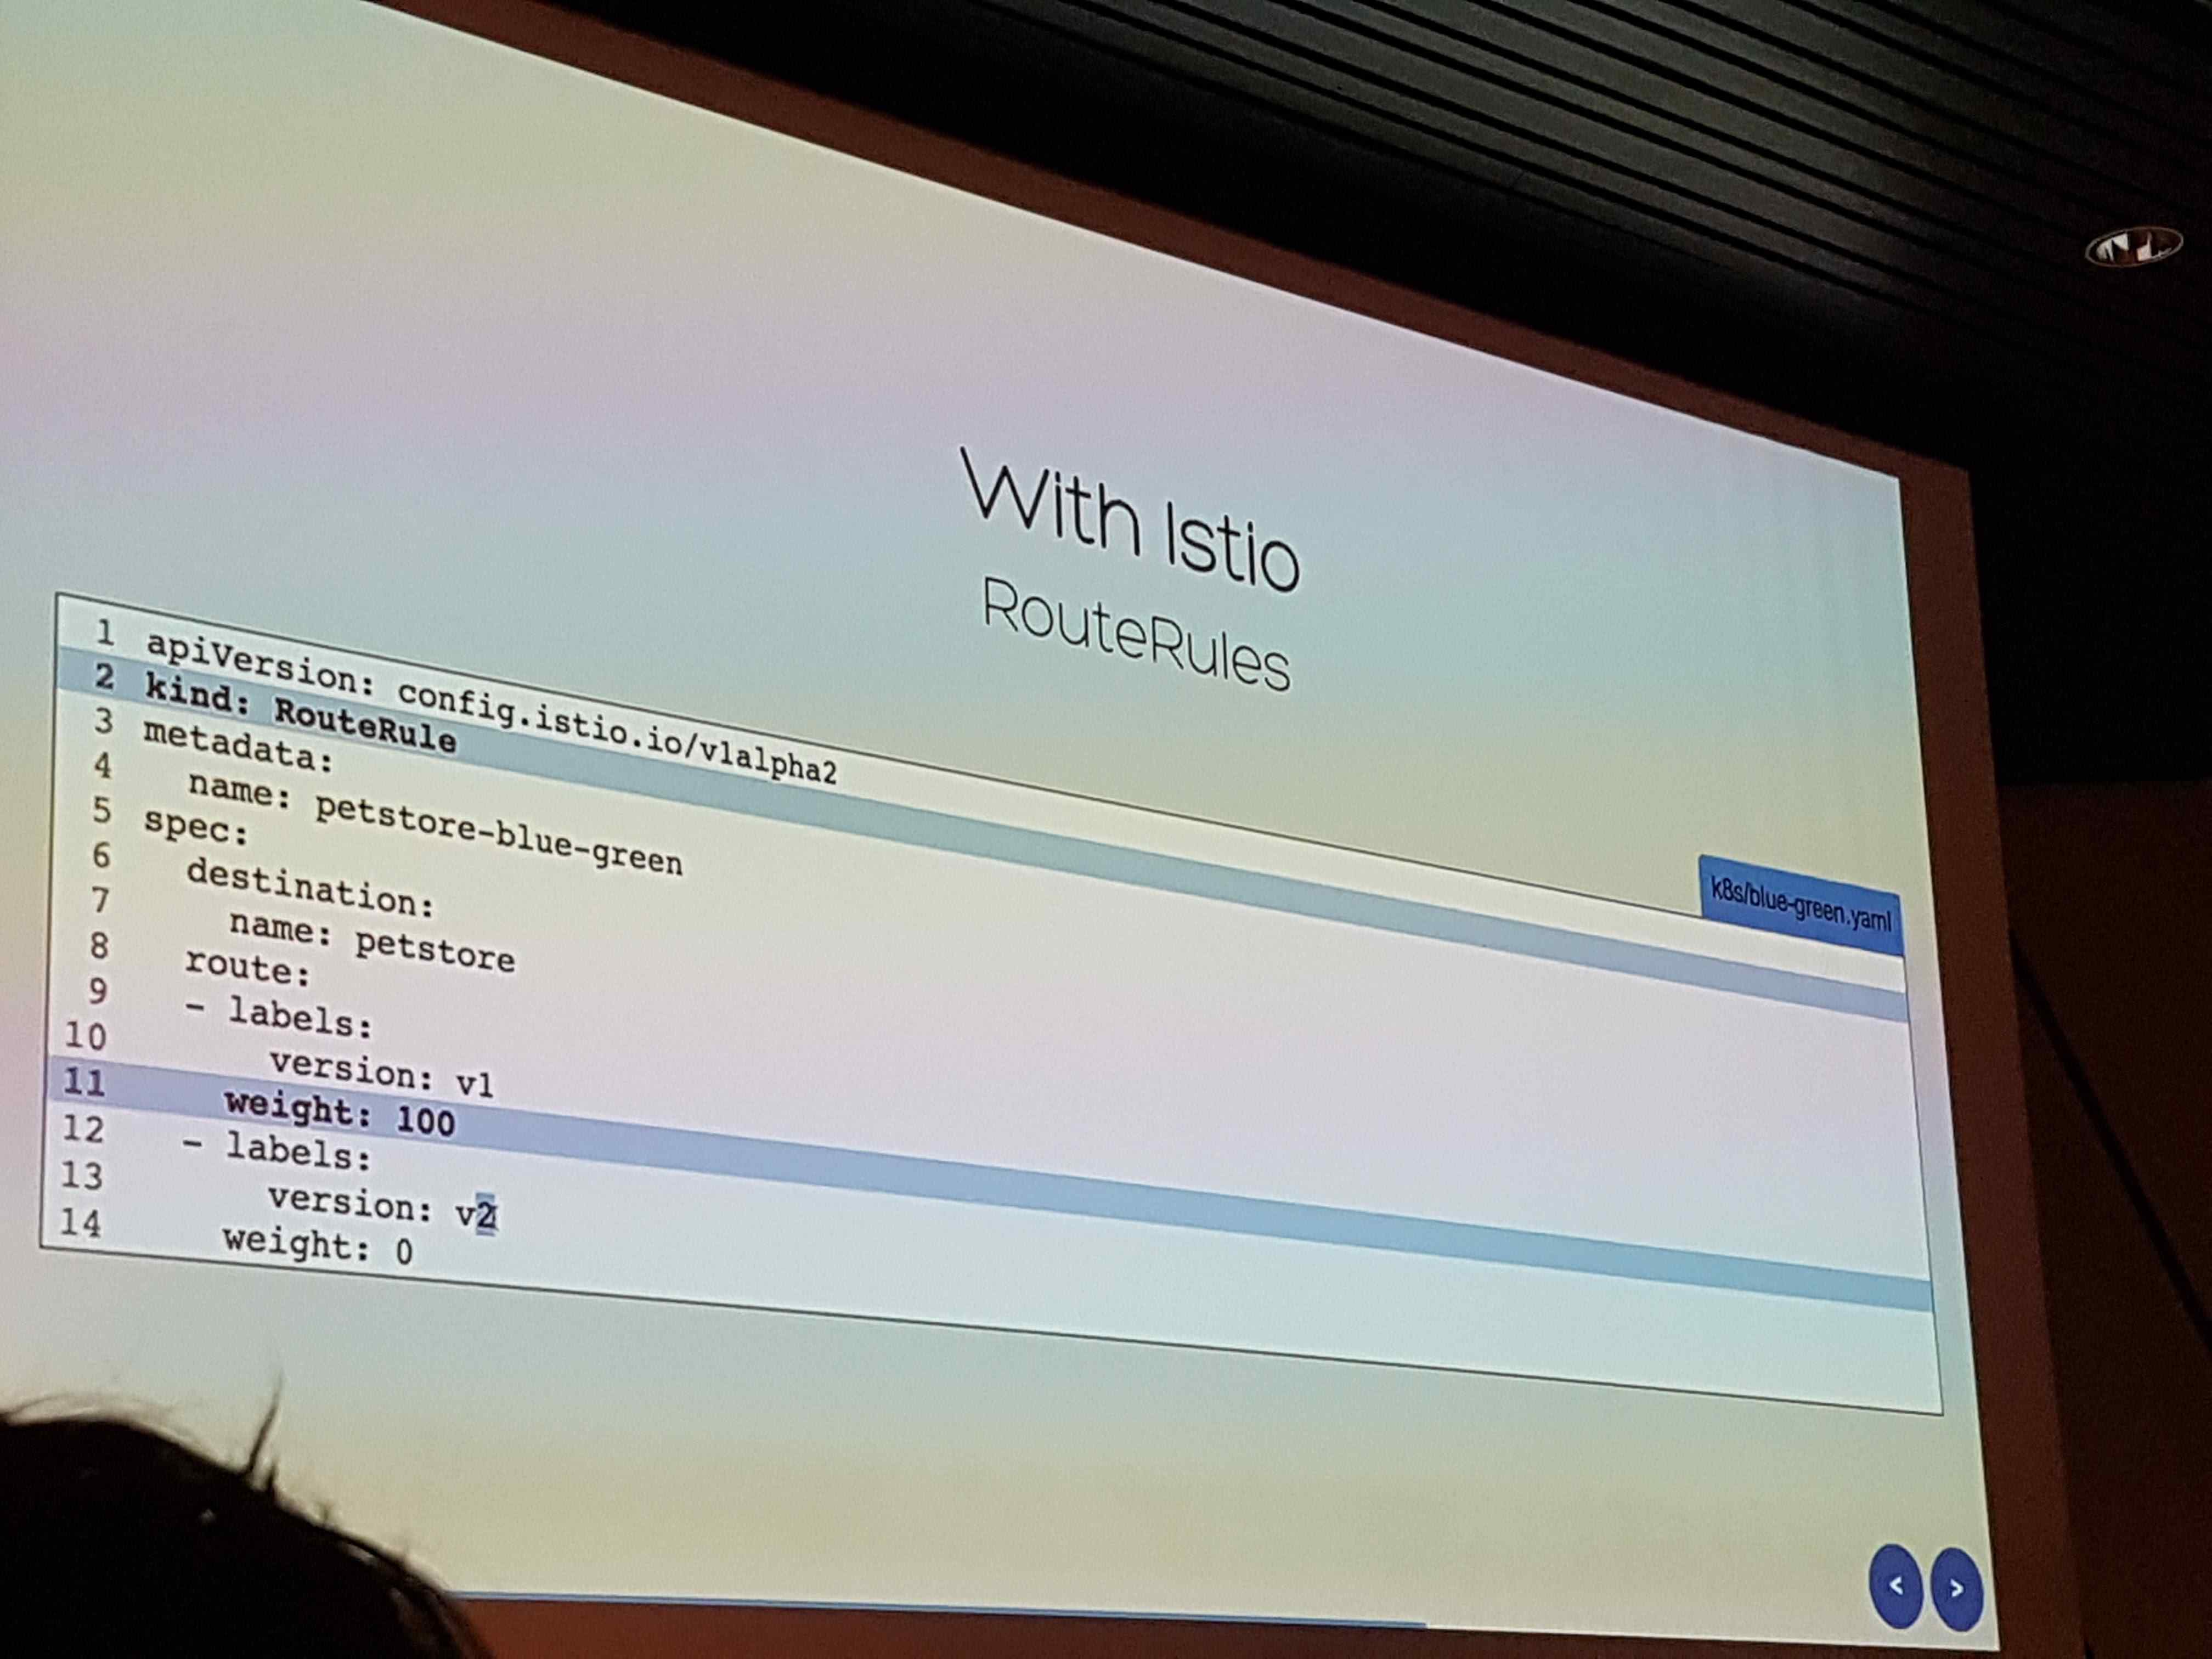 With Istio
RouteRules
k8s/blue-green.yaml
1 apiVersion: config.istio.io/v1alpha2
2 kind: RouteRule
3 metadata:
4   name: petstore-blue-green
5 spec:
6   destination:
7     name: petstore
8   route:
9   - labels:
10       version: v1
11     weight: 100
12   - labels:
13       version: v2
14     weight: 0
< >